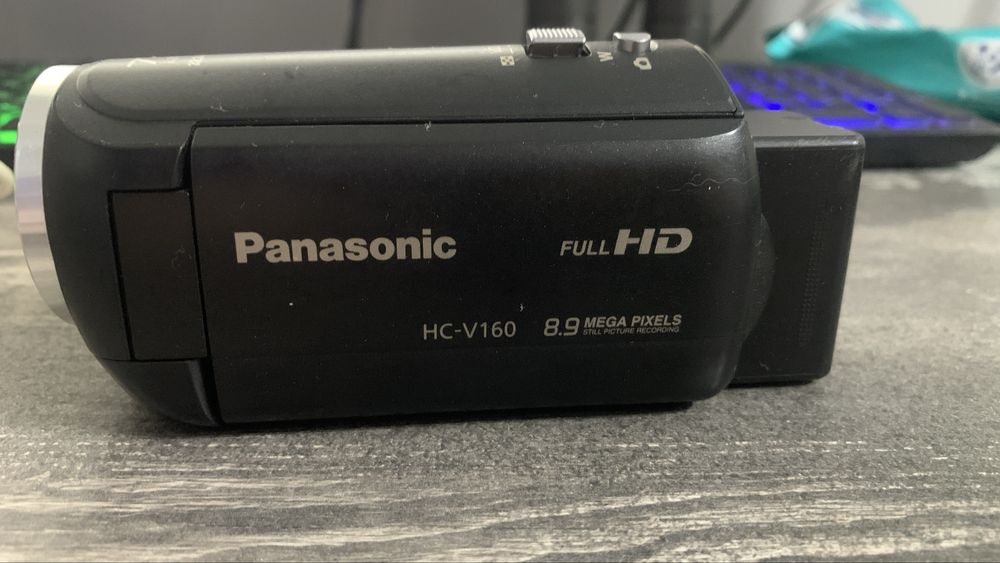 W
Panasonic
FULL HD
HC-V160
8.9 MEGA PIXELS
STILL PICTURE RECORDING